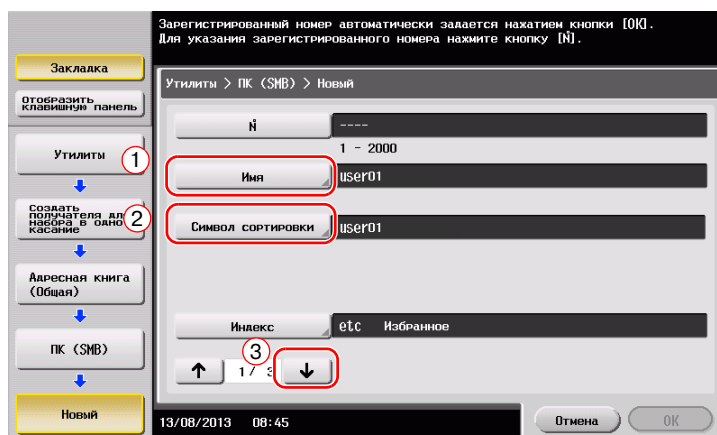 Зарегистрированный номер автоматически задается нажатием кнопки [OK].
Для указания зарегистрированного номера нажмите кнопку [№].
Закладка
Отобразить
клавишную панель
Утилиты
1
Создать
получателя для
набора в одно
касание
2
Адресная книга
(Общая)
ПК (SMB)
Новый
Утилиты > ПК (SMB) > Новый
№
----
1 - 2000
Имя
user01
Символ сортировки
user01
Индекс
etc Избранное
3
↑ 1/ 3 ↓
13/08/2013 08:45
Отмена
OK